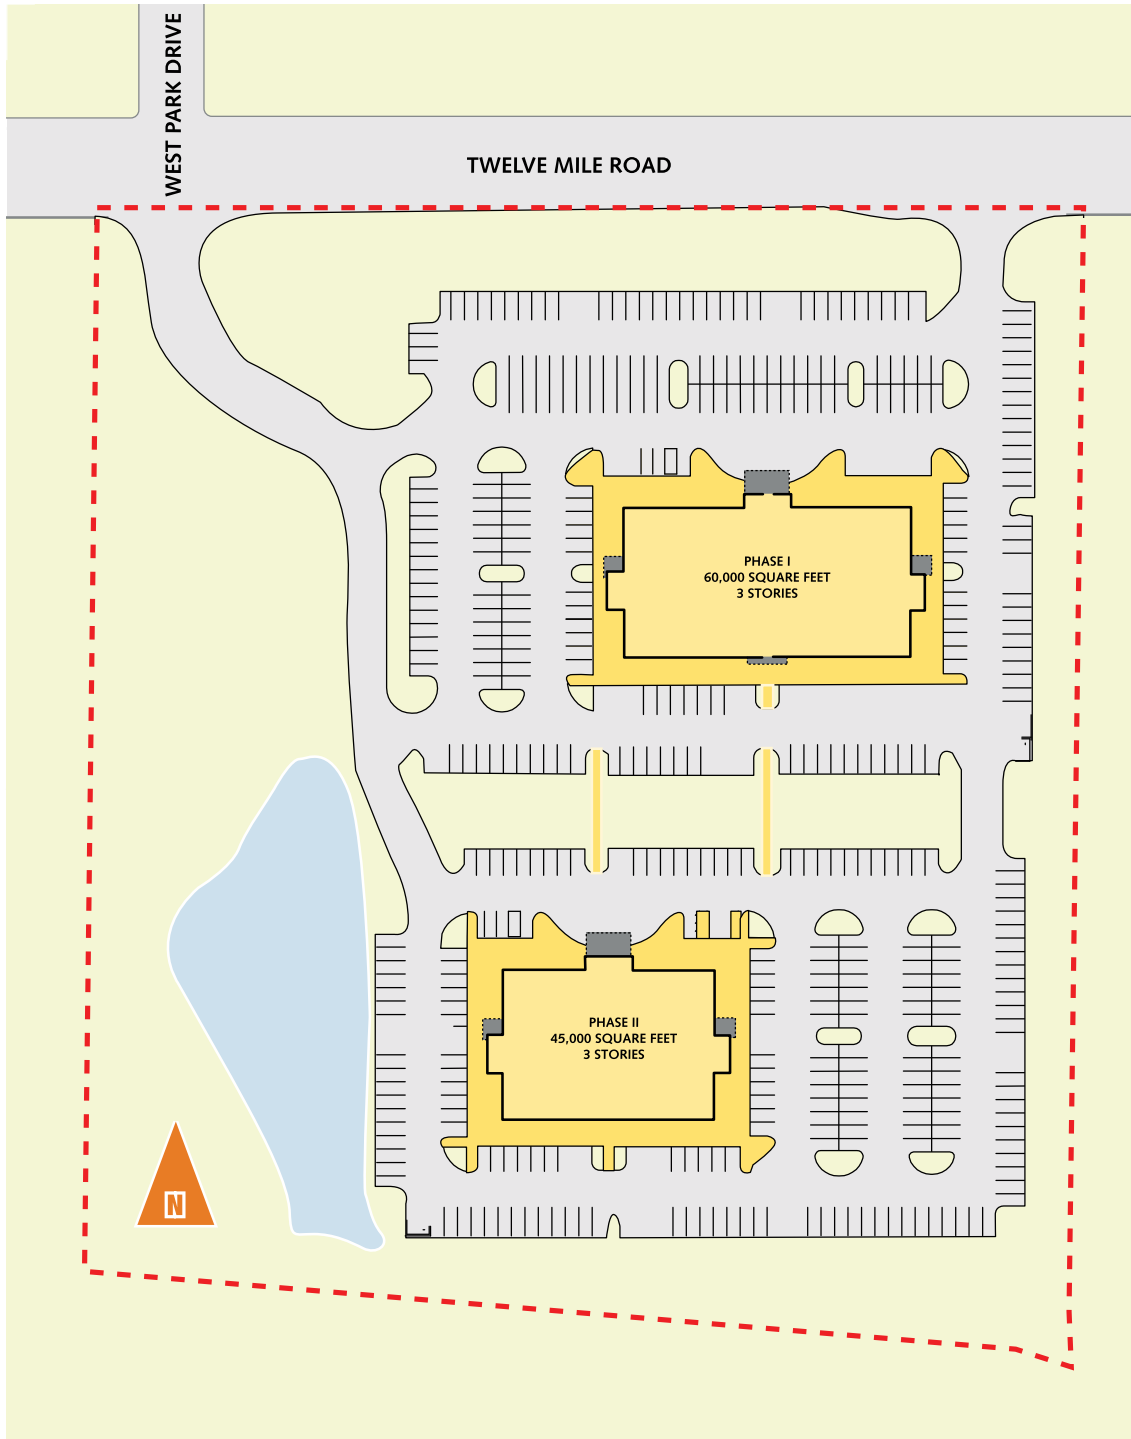 WEST PARK DRIVE
TWELVE MILE ROAD
PHASE I
60,000 SQUARE FEET
3 STORIES
PHASE II
45,000 SQUARE FEET
3 STORIES
N